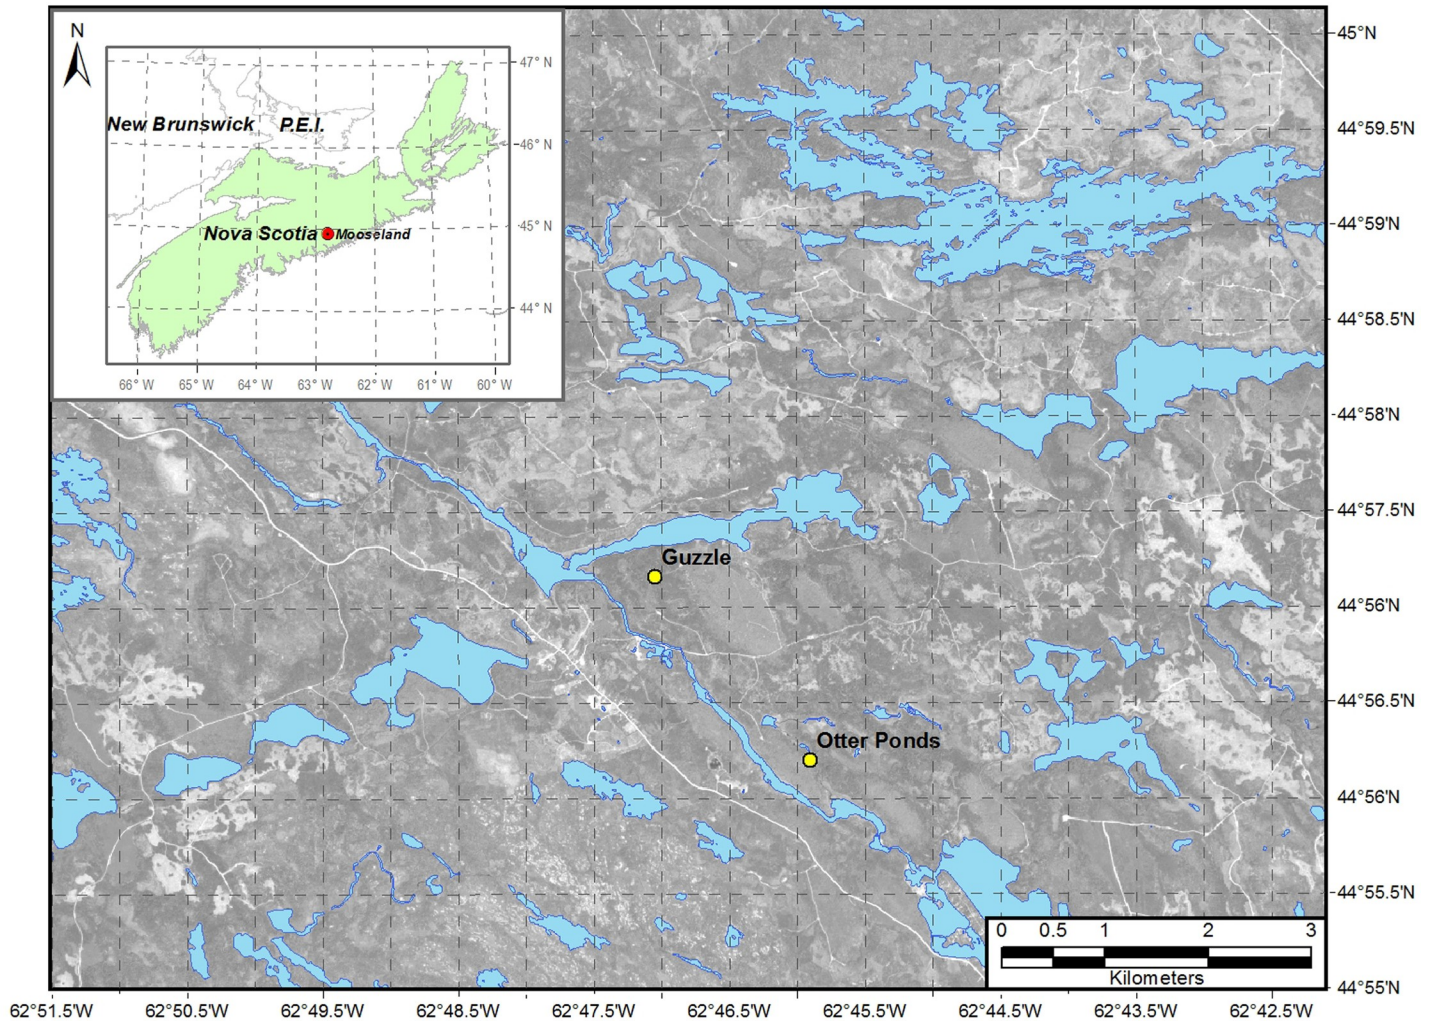 N
47° N
46° N
45° N
44° N
New Brunswick
P.E.I.
Nova Scotia
Mooseland
66°W
65°W
64°W
63°W
62°W
61°W
60°W
45°N
44°59.5'N
44°59'N
44°58.5'N
44°58'N
44°57.5'N
44°56'N
44°56.5'N
44°56'N
44°55.5'N
44°55'N
Guzzle
Otter Ponds
0 0.5 1 2 3
Kilometers
62°51.5'W
62°50.5'W
62°49.5'W
62°48.5'W
62°47.5'W
62°46.5'W
62°45.5'W
62°44.5'W
62°43.5'W
62°42.5'W